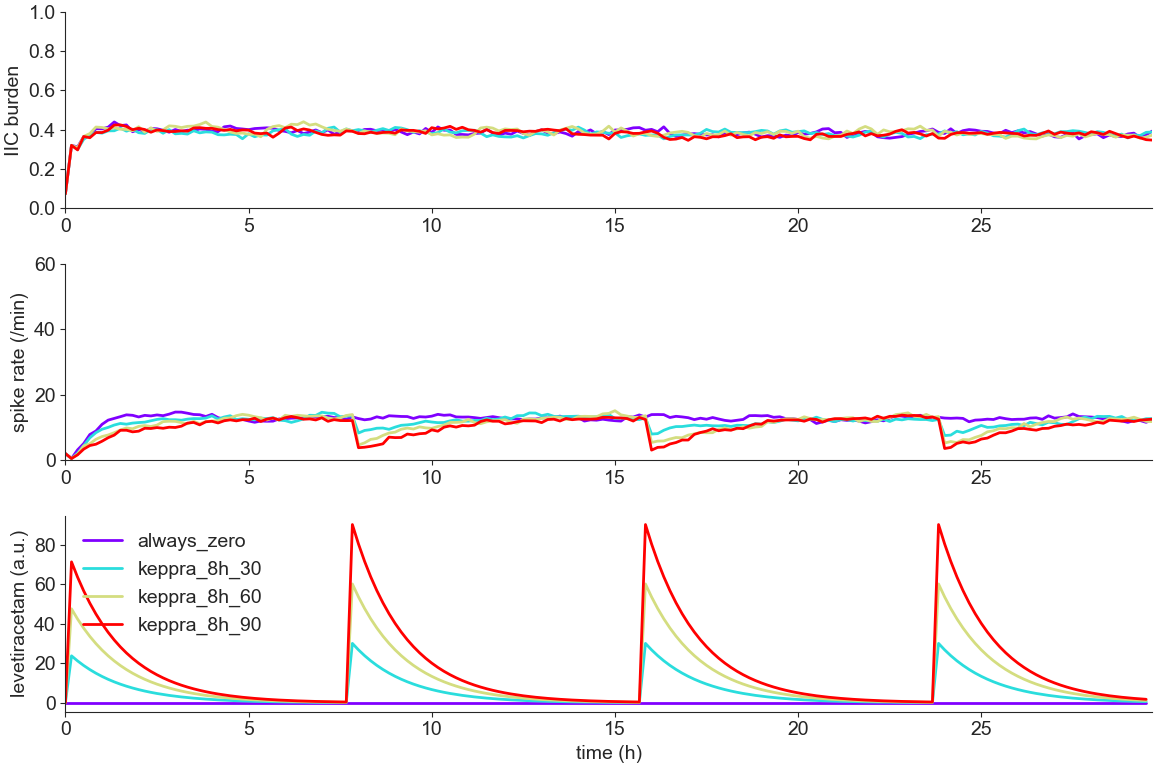 1.0
0.8
0.6
0.4
0.2
0.0
IIC burden
0 5 10 15 20 25
60
40
20
0
spike rate (/min)
0 5 10 15 20 25
80
60
40
20
0
levetiracetam (a.u.)
always_zero
keppra_8h_30
keppra_8h_60
keppra_8h_90
0 5 10 15 20 25
time (h)